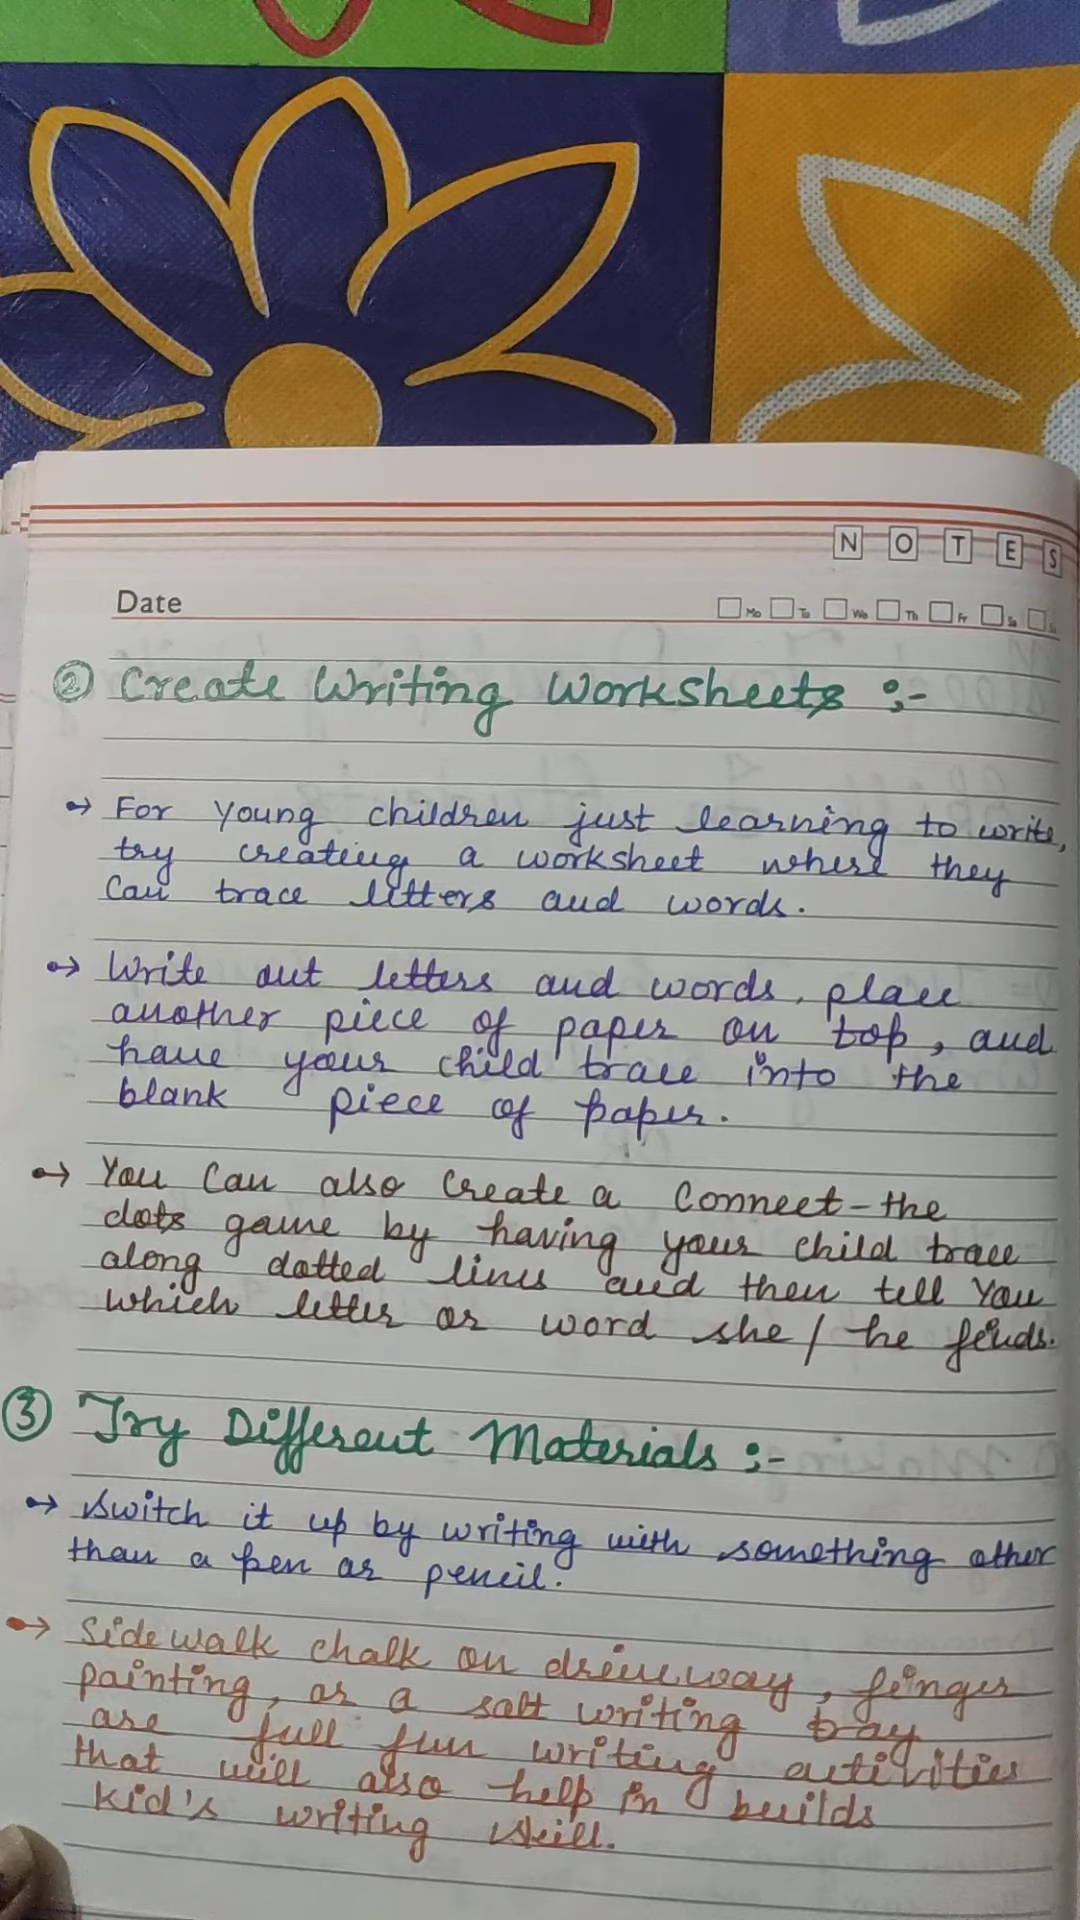 N O T E S
Date
Mo Tu We Th Fr Sa Su
② Create Writing Worksheets :-
→ For young children just learning to write,
try creating a worksheet where they
Can trace letters and words.
→ Write out letters and words, place
another piece of paper on top, and
have your child trace into the
blank piece of paper.
→ You Can also Create a Connect-the
dots game by having your child trace
along dotted lines and then tell You
which letter or word she / he finds.
③ Try Different Materials :-
→ Switch it up by writing with something other
than a pen or pencil.
→ Sidewalk chalk on driveway, finger
painting, or a salt writing tray
are full fun writing activities
that will also help in builds
Kid's writing skill.